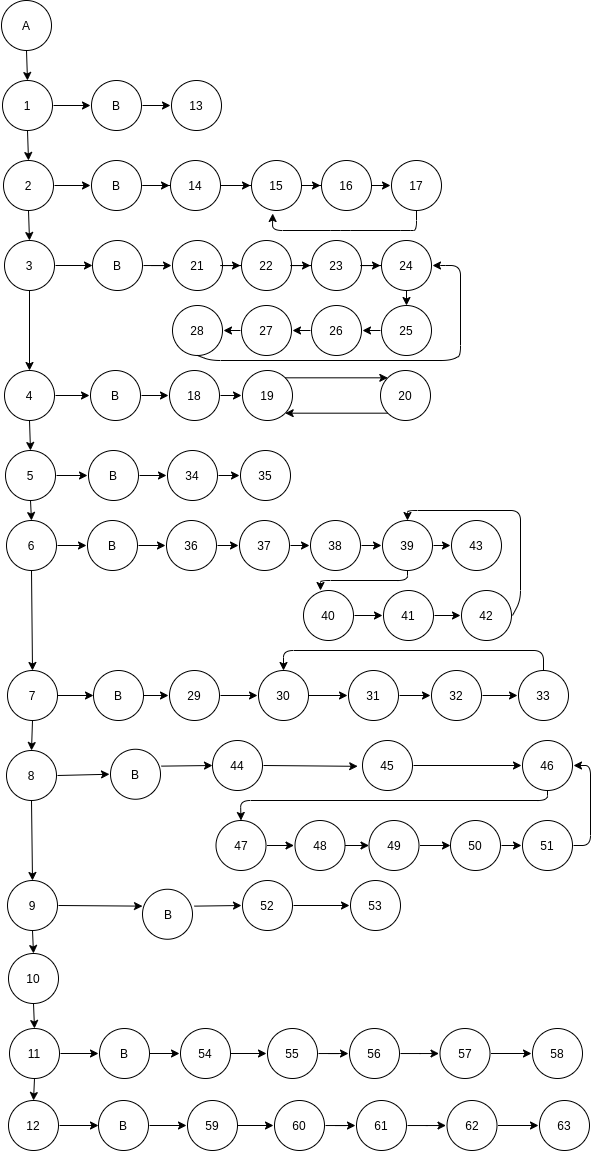 A
1 B 13
2 B 14 15 16 17
3 B 21 22 23 24
28 27 26 25
4 B 18 19 20
5 B 34 35
6 B 36 37 38 39 43
40 41 42
7 B 29 30 31 32 33
8 B 44 45 46
47 48 49 50 51
9 B 52 53
10
11 B 54 55 56 57 58
12 B 59 60 61 62 63